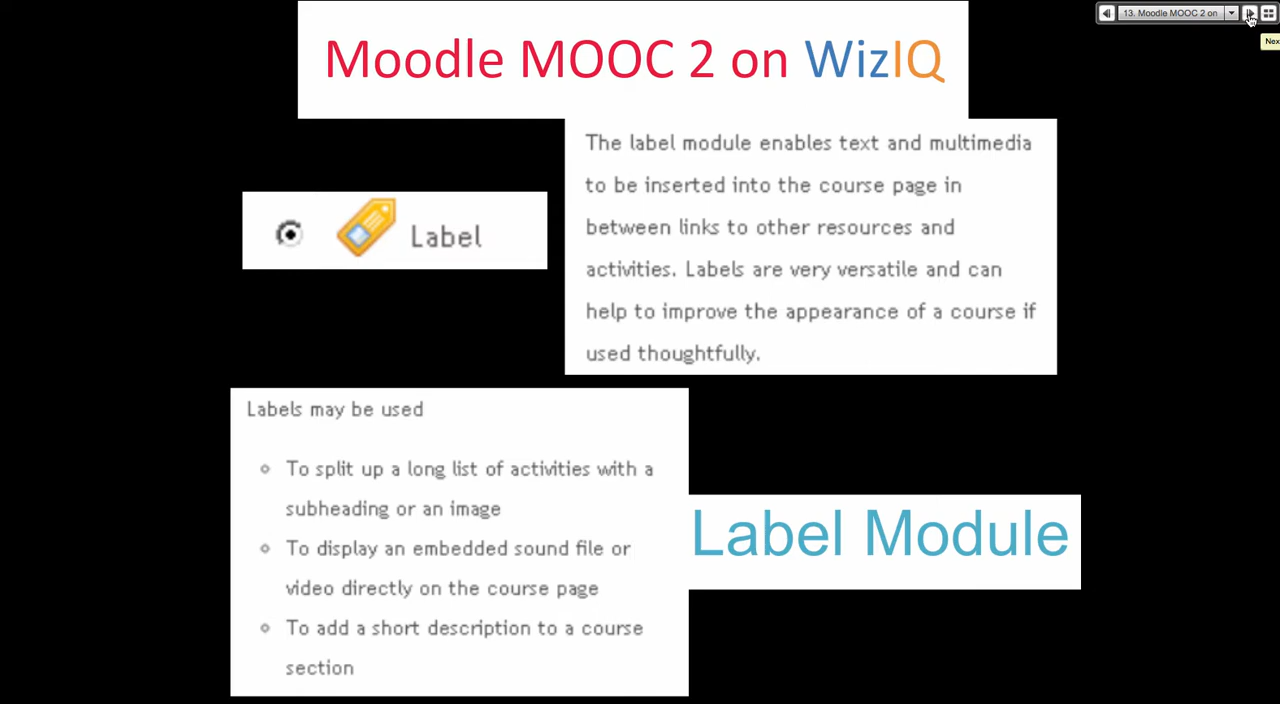 13. Moodle MOOC 2 on
Nex
Moodle MOOC 2 on WizIQ
Label
The label module enables text and multimedia
to be inserted into the course page in
between links to other resources and
activities. Labels are very versatile and can
help to improve the appearance of a course if
used thoughtfully.
Labels may be used
To split up a long list of activities with a
subheading or an image
To display an embedded sound file or
video directly on the course page
To add a short description to a course
section
Label Module